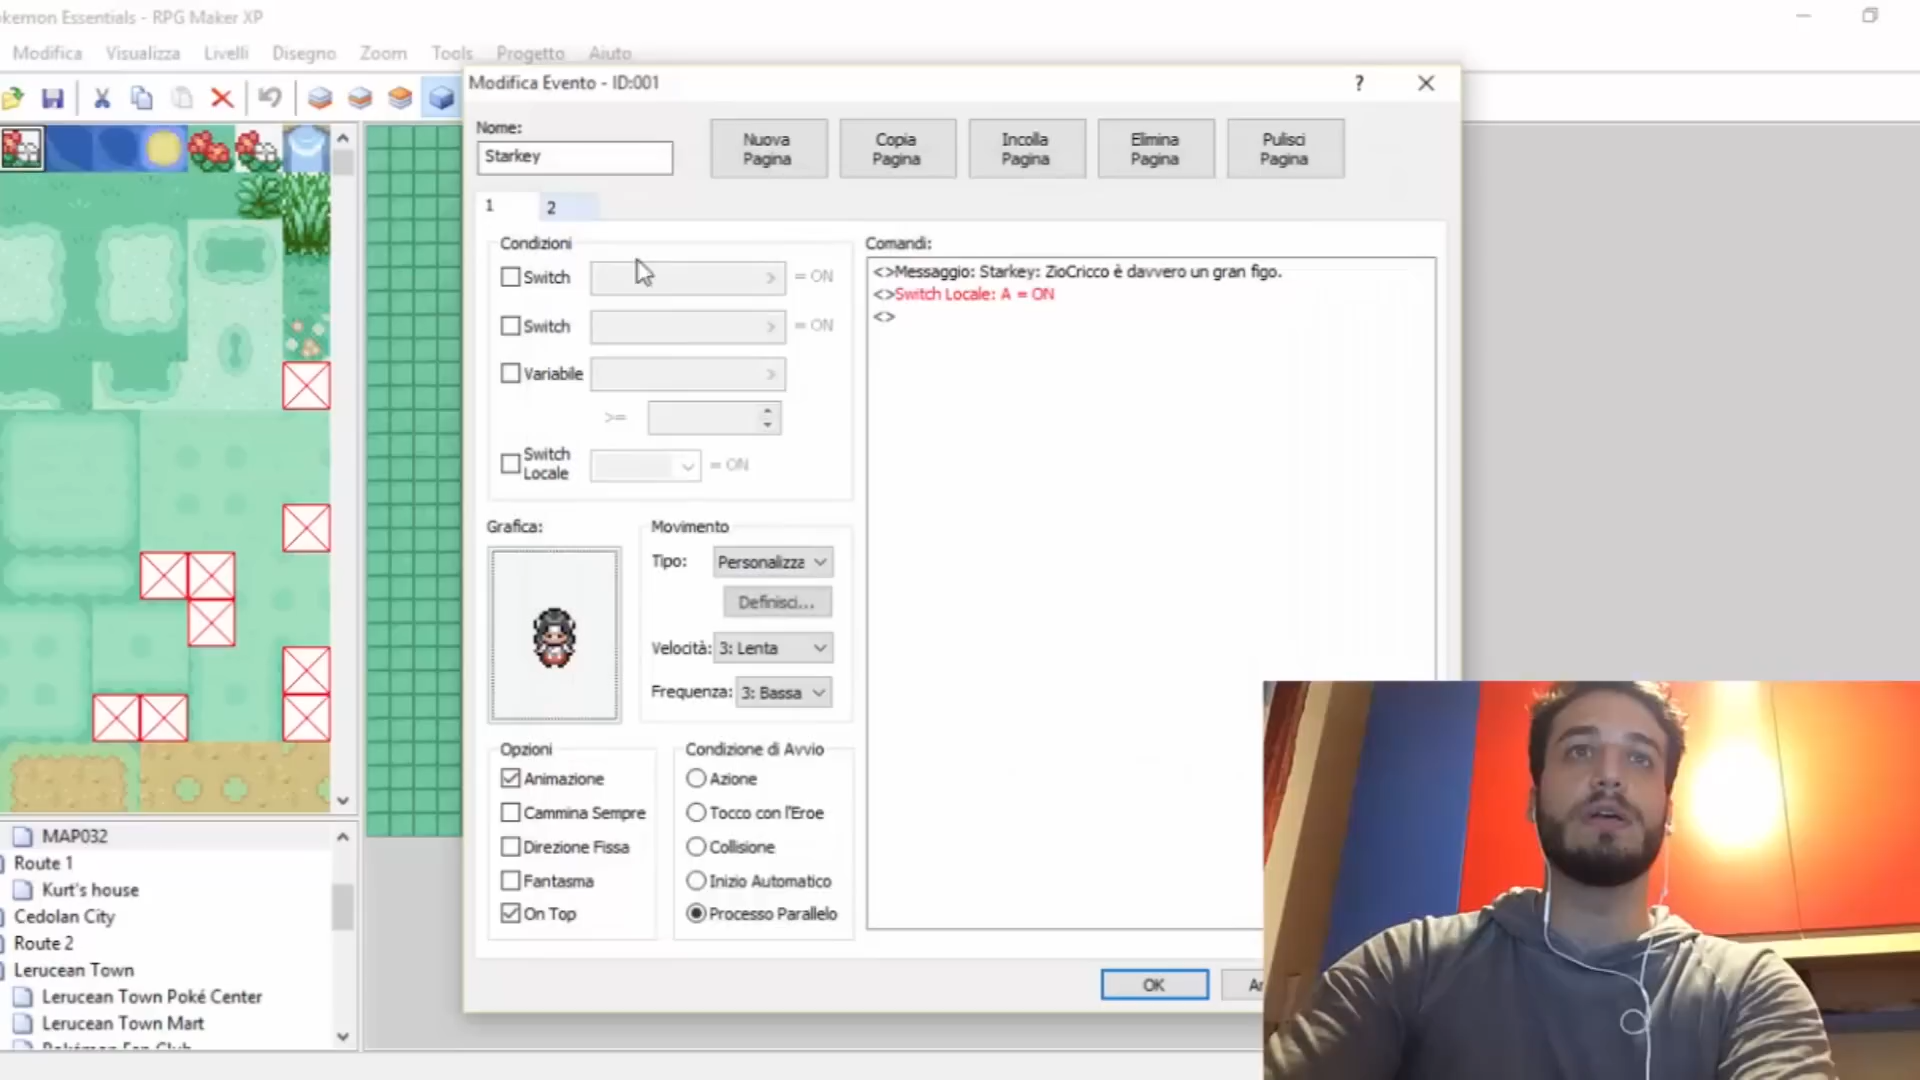 kemon Essentials - RPG Maker XP
Modifica Visualizza Livelli Disegno Zoom Tools Progetto Aiuto
Modifica Evento - ID:001
?
Nome:
Starkey
Nuova
Pagina
Copia
Pagina
Incolla
Pagina
Elimina
Pagina
Pulisci
Pagina
1 2
Condizioni
Switch = ON
Switch = ON
Variabile
>=
Switch
Locale = ON
Comandi:
<>Messaggio: Starkey: ZioCricco è davvero un gran figo.
<>Switch Locale: A = ON
<>
Grafica:
Movimento
Tipo: Personalizza
Definisci...
Velocità: 3: Lenta
Frequenza: 3: Bassa
Opzioni
Animazione
Cammina Sempre
Direzione Fissa
Fantasma
On Top
Condizione di Avvio
Azione
Tocco con l'Eroe
Collisione
Inizio Automatico
Processo Parallelo
OK
MAP032
Route 1
Kurt's house
Cedolan City
Route 2
Lerucean Town
Lerucean Town Poké Center
Lerucean Town Mart